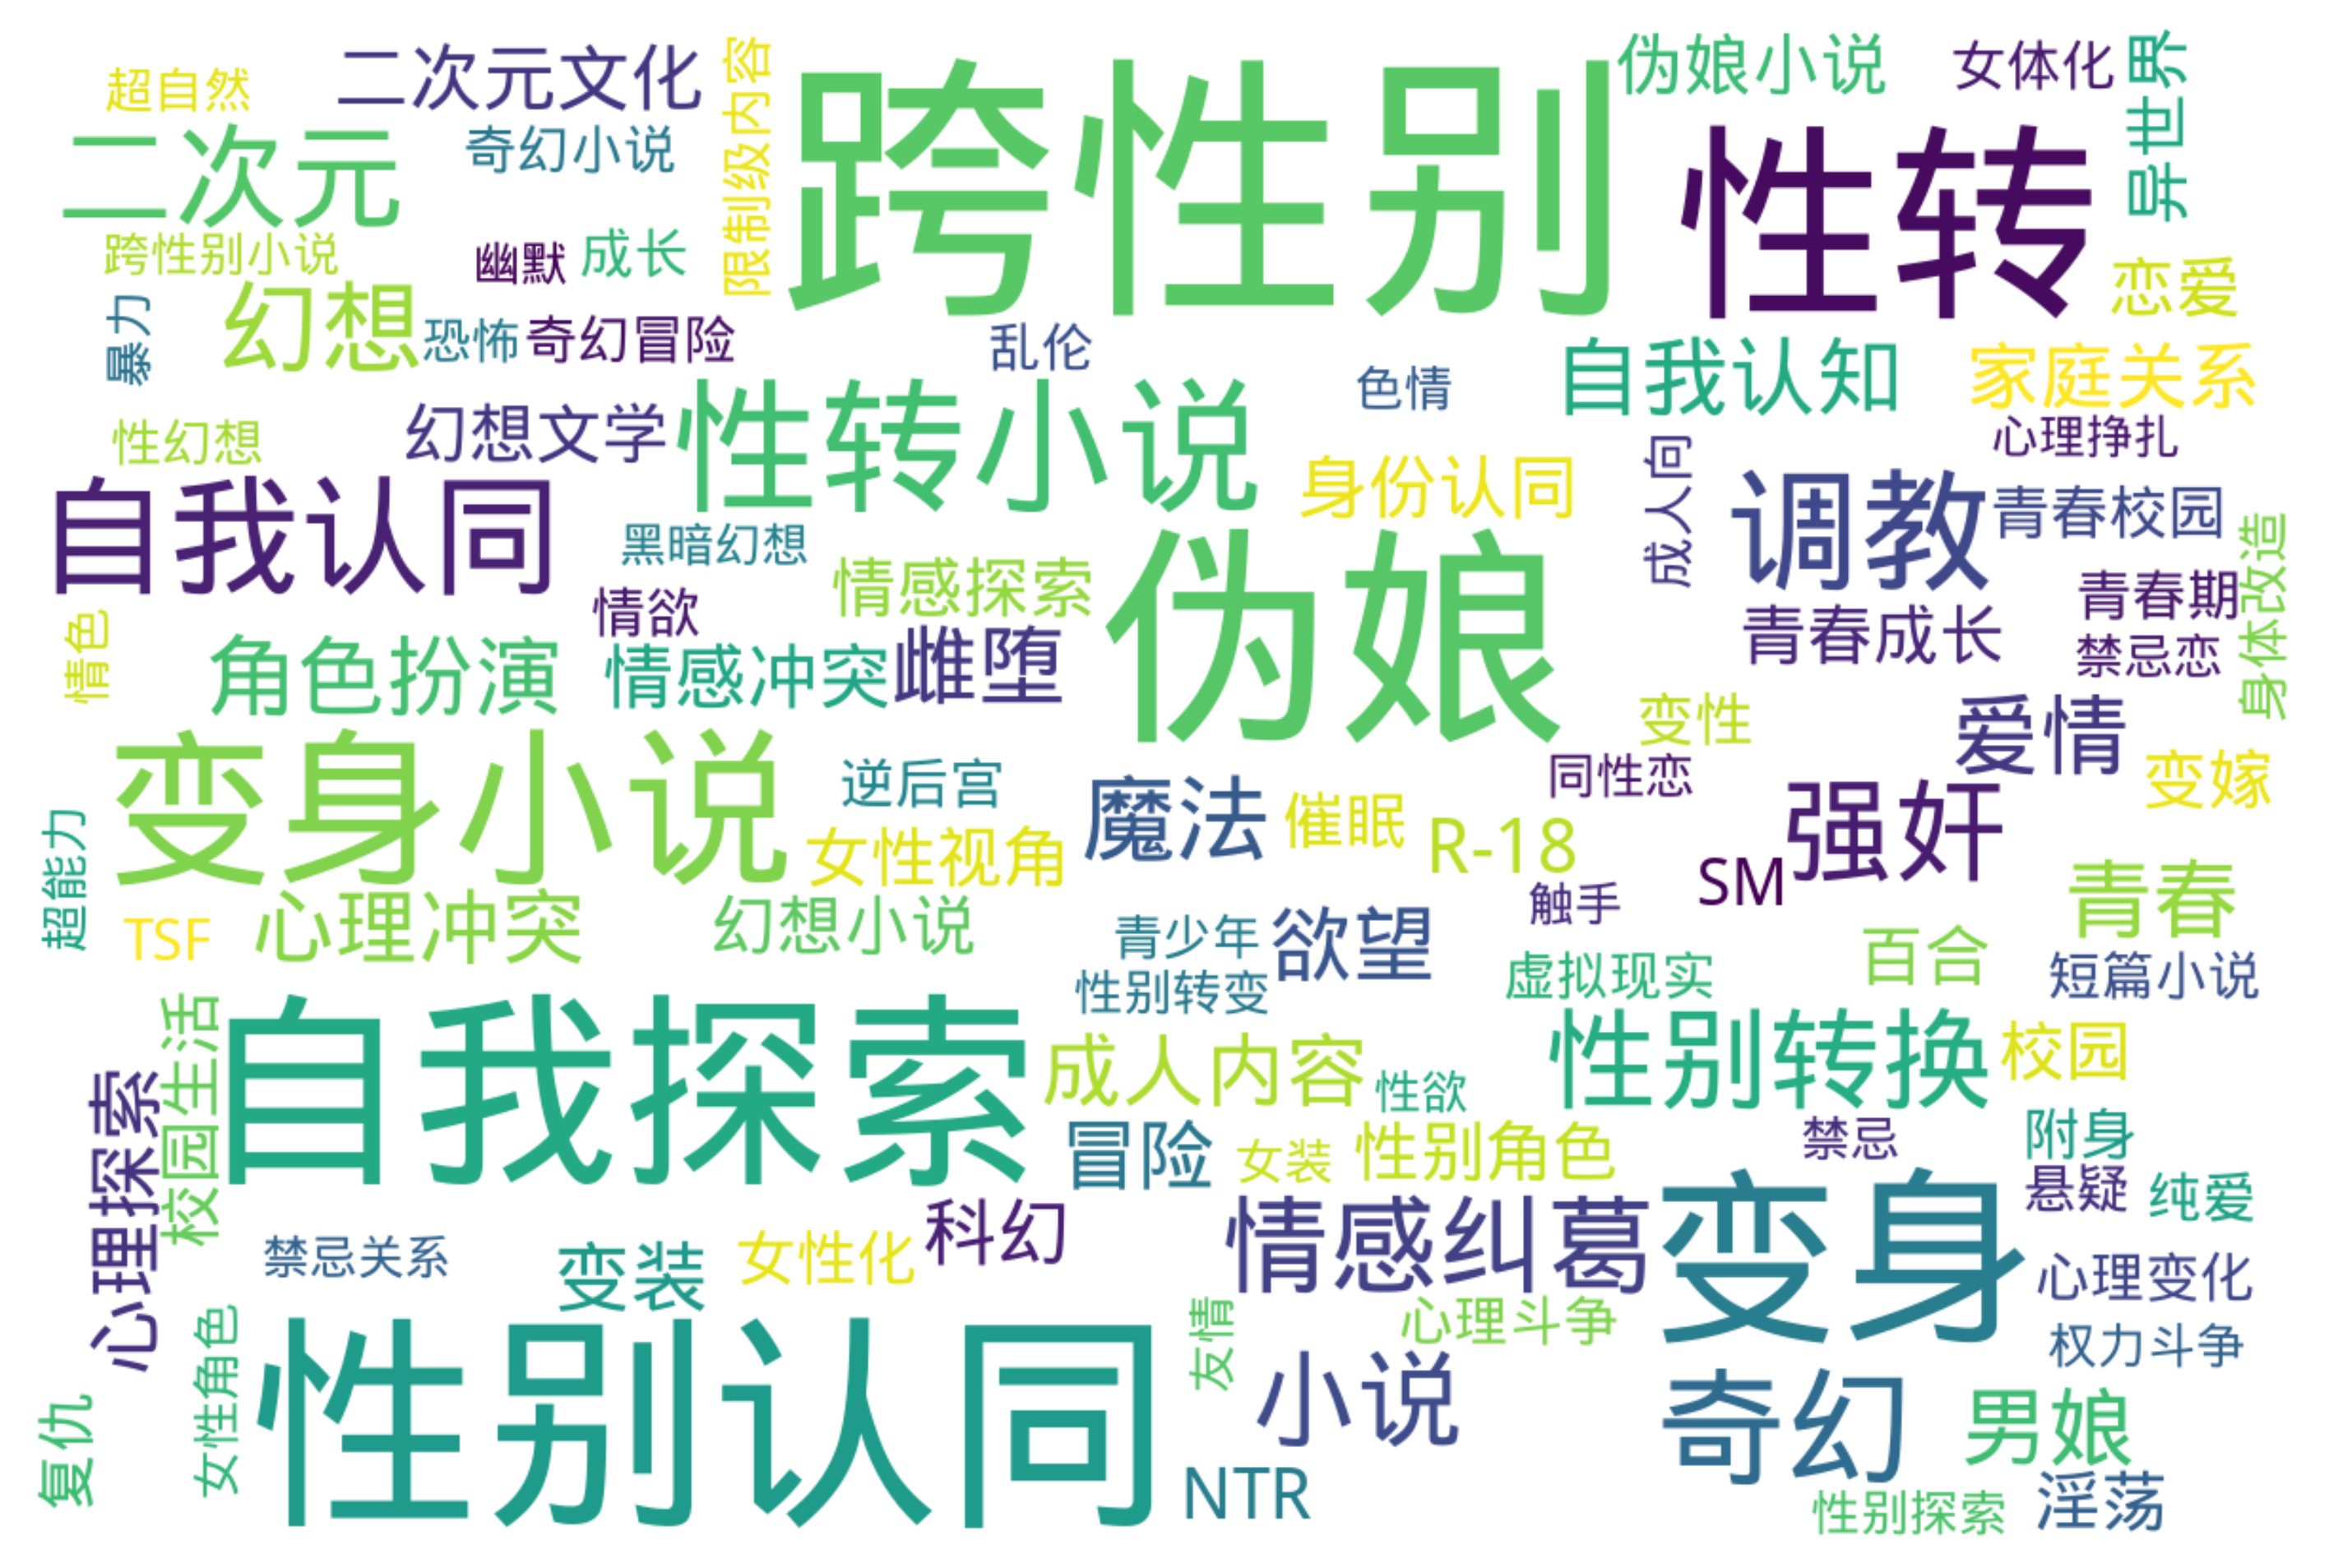 超自然
二次元文化
限制级内容
跨性别
伪娘小说
女体化
异世界
二次元
奇幻小说
性转
跨性别小说
幽默
成长
恋爱
暴力
幻想
恐怖
奇幻冒险
乱伦
色情
自我认知
家庭关系
性幻想
幻想文学
性转小说
身份认同
成人向
心理挣扎
自我认同
黑暗幻想
情感探索
伪娘
调教
青春校园
身体改造
情色
角色扮演
情欲
情感冲突
雌堕
青春成长
青春期
禁忌恋
变性
爱情
变身小说
逆后宫
魔法
催眠
同性恋
变嫁
超能力
女性视角
R-18
强奸
SM
触手
青春
TSF
心理冲突
幻想小说
青少年
欲望
百合
性别转变
虚拟现实
短篇小说
校园生活
自我探索
成人内容
性欲
性别转换
校园
心理探索
冒险
女装
性别角色
禁忌
附身
悬疑
纯爱
禁忌关系
变装
女性化
科幻
情感纠葛
变身
心理变化
女性角色
性别认同
友情
心理斗争
权力斗争
复仇
小说
奇幻
男娘
NTR
性别探索
淫荡